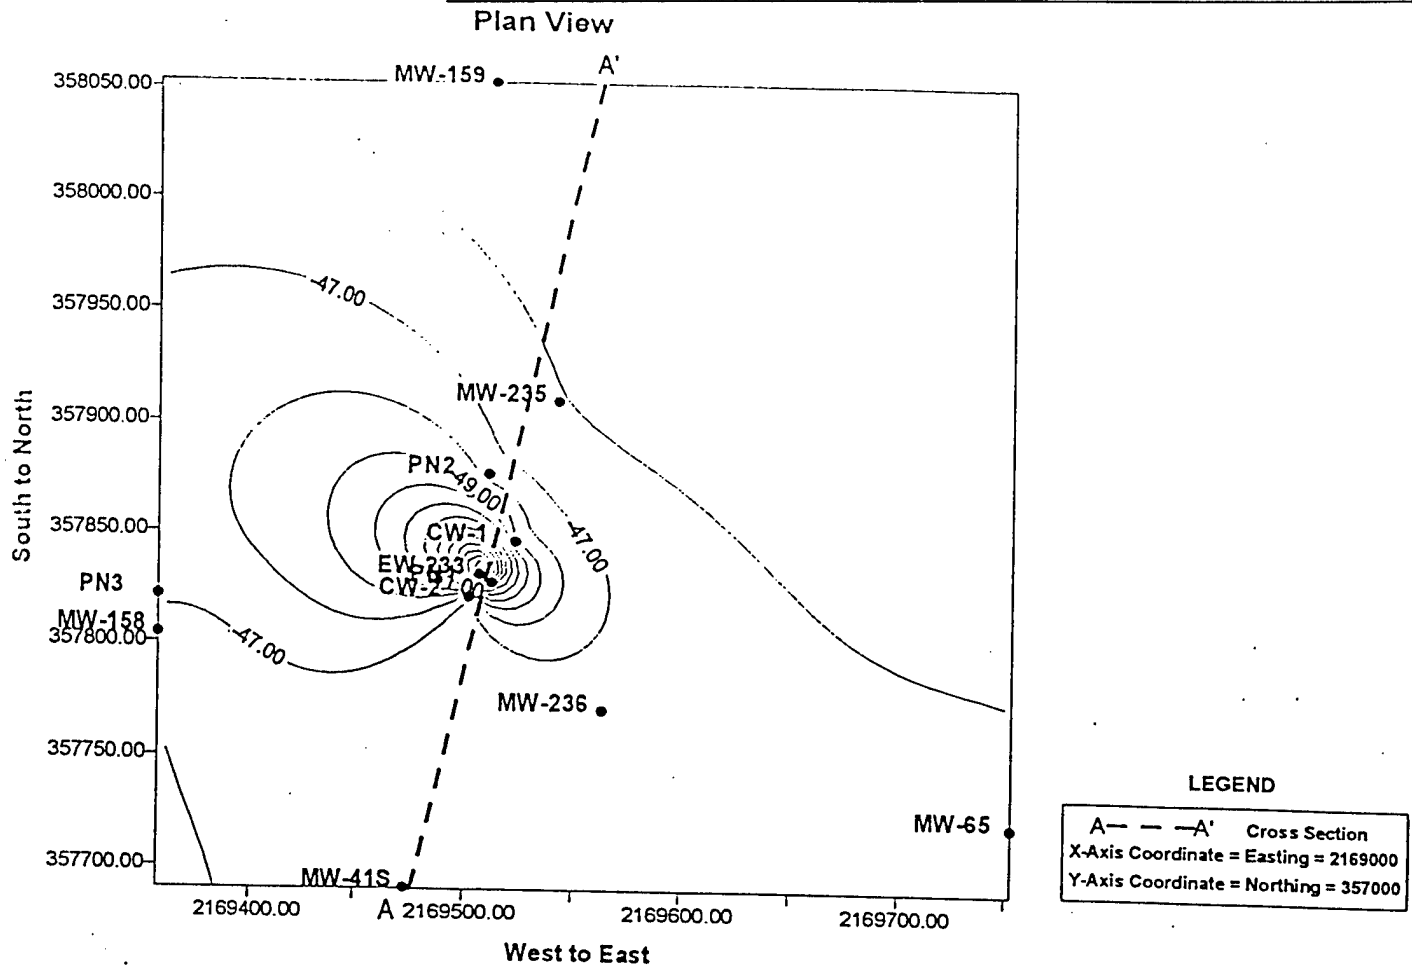 Plan View
A'
358050.00
MW-159
358000.00
-47.00
357950.00
MW-235
357900.00
PN2
-49.00
South to North
357850.00
CW-1
-47.00
EW-233
CW-2
PN3
MW-158
357800.00
-47.00
MW-236
357750.00
LEGEND
MW-65
A A' Cross Section
X-Axis Coordinate = Easting = 2169000
Y-Axis Coordinate = Northing = 357000
357700.00
MW-41S
A
2169400.00
2169500.00
2169600.00
2169700.00
West to East